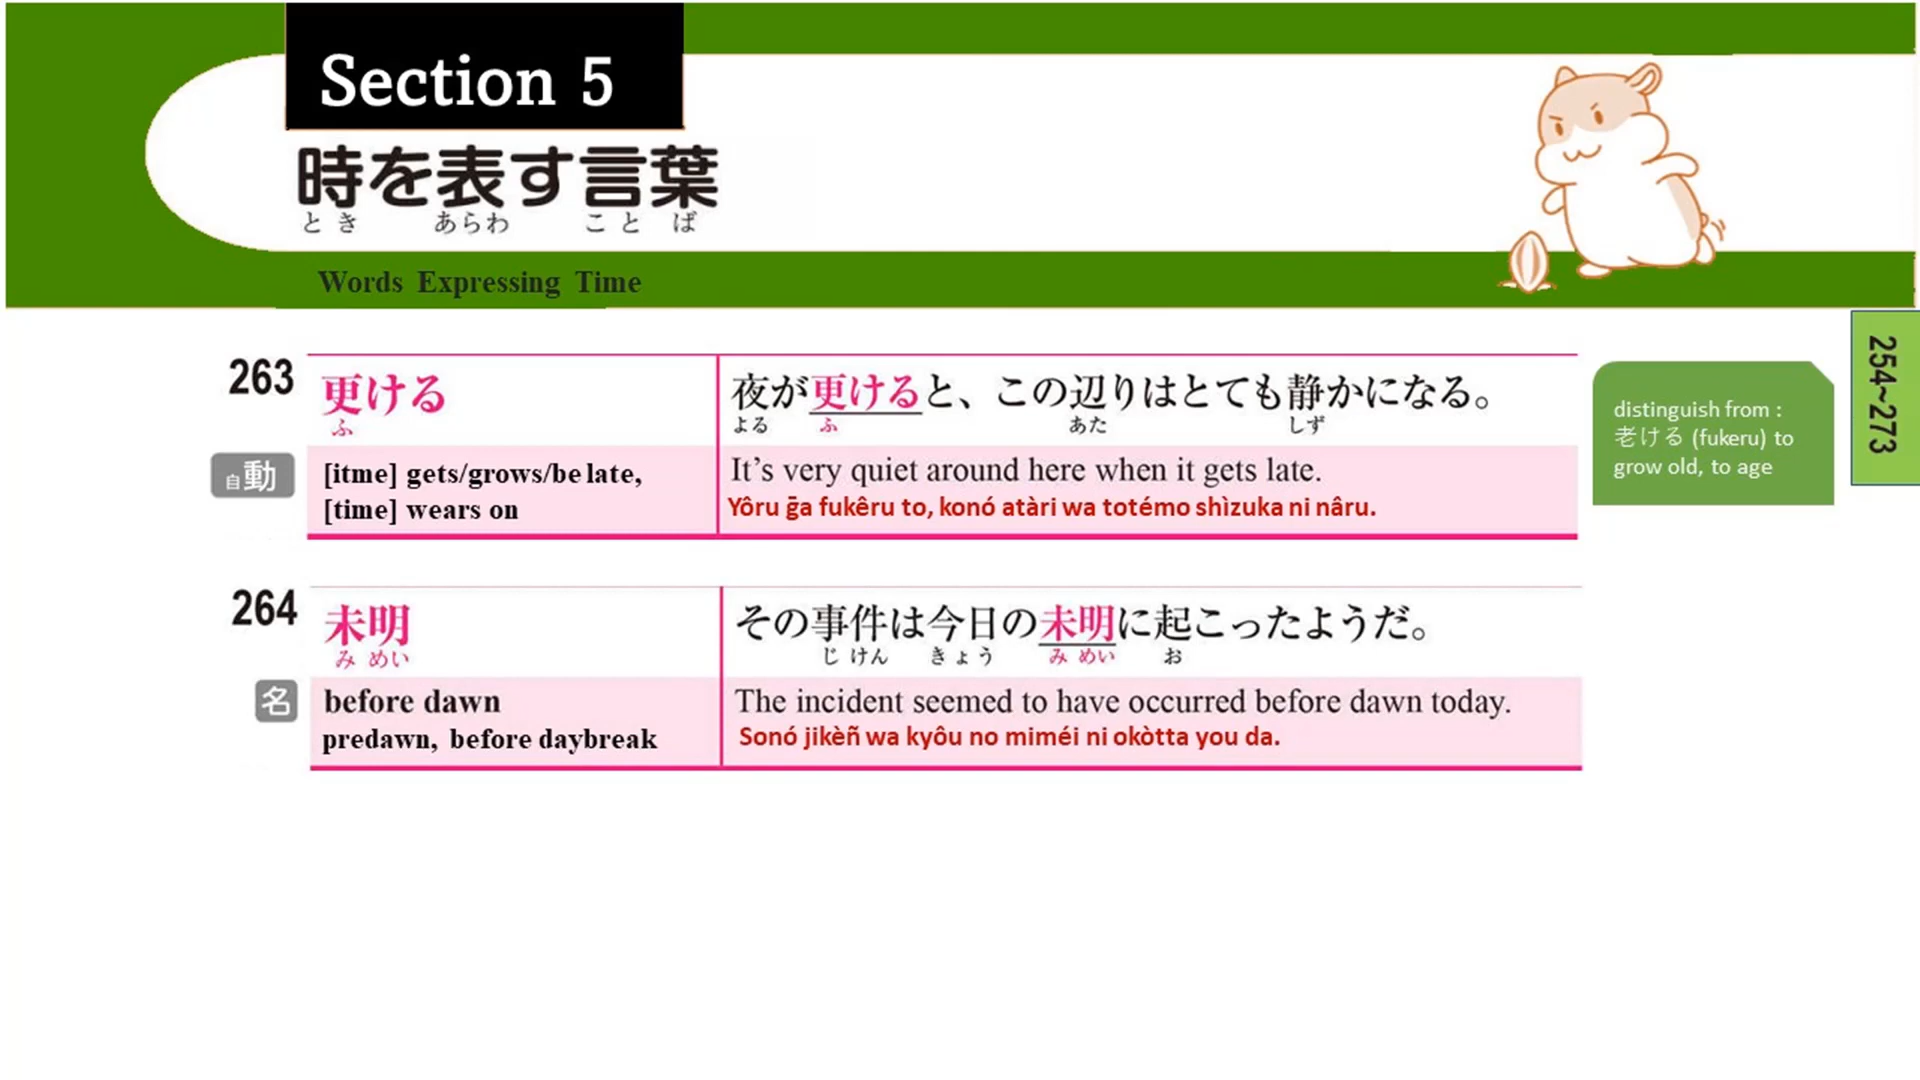 Section 5
時を表す言葉
とき あらわ ことば
Words Expressing Time
254~273
263
更ける
ふ
夜が更けると、この辺りはとても静かになる。
よる ふ あた しず
自動
[itme] gets/grows/be late,
[time] wears on
It's very quiet around here when it gets late.
Yôru ḡa fukêru to, konó atàri wa totémo shìzuka ni nâru.
distinguish from :
老ける (fukeru) to
grow old, to age
264
未明
み めい
その事件は今日の未明に起こったようだ。
じ けん きょう み めい お
名
before dawn
predawn, before daybreak
The incident seemed to have occurred before dawn today.
Sonó jikèñ wa kyôu no miméi ni okòtta you da.